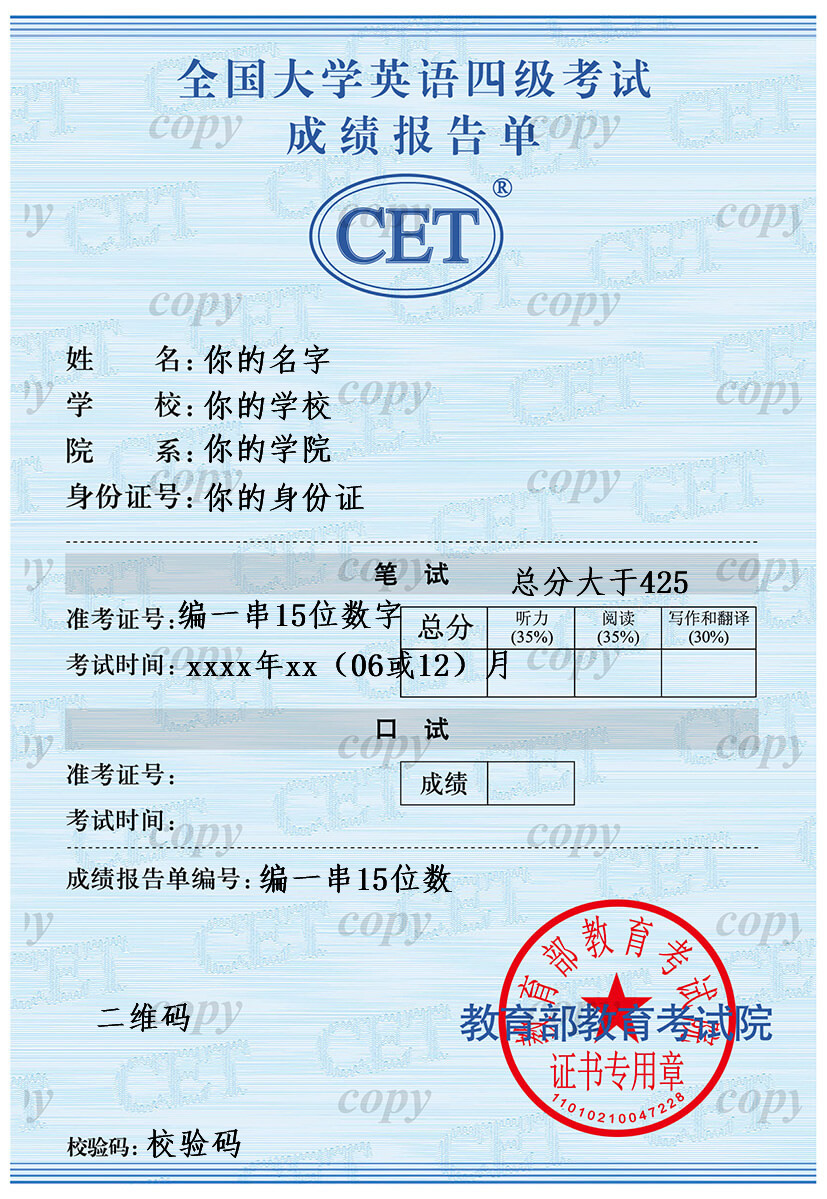 全国大学英语四级考试
成绩报告单
CET®
姓 名：你的名字
学 校：你的学校
院 系：你的学院
身份证号：你的身份证
笔 试 总分大于425
准考证号：编一串15位数字
总分 听力(35%) 阅读(35%) 写作和翻译(30%)
考试时间：xxxx年xx（06或12）月
口 试
准考证号：
成绩
考试时间：
成绩报告单编号：编一串15位数
教育部教育考试院
二维码 教育部教育考试院
证书专用章
11010210047228
校验码：校验码
copy